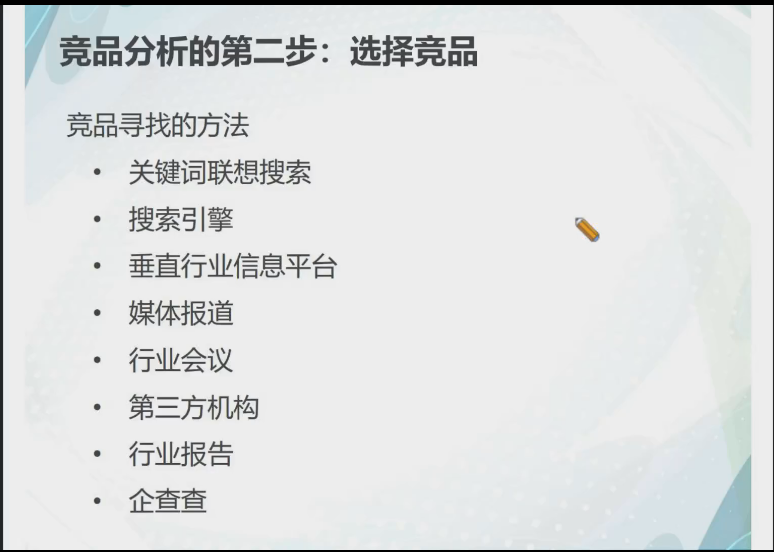 竞品分析的第二步：选择竞品
竞品寻找的方法
• 关键词联想搜索
• 搜索引擎
• 垂直行业信息平台
• 媒体报道
• 行业会议
• 第三方机构
• 行业报告
• 企查查